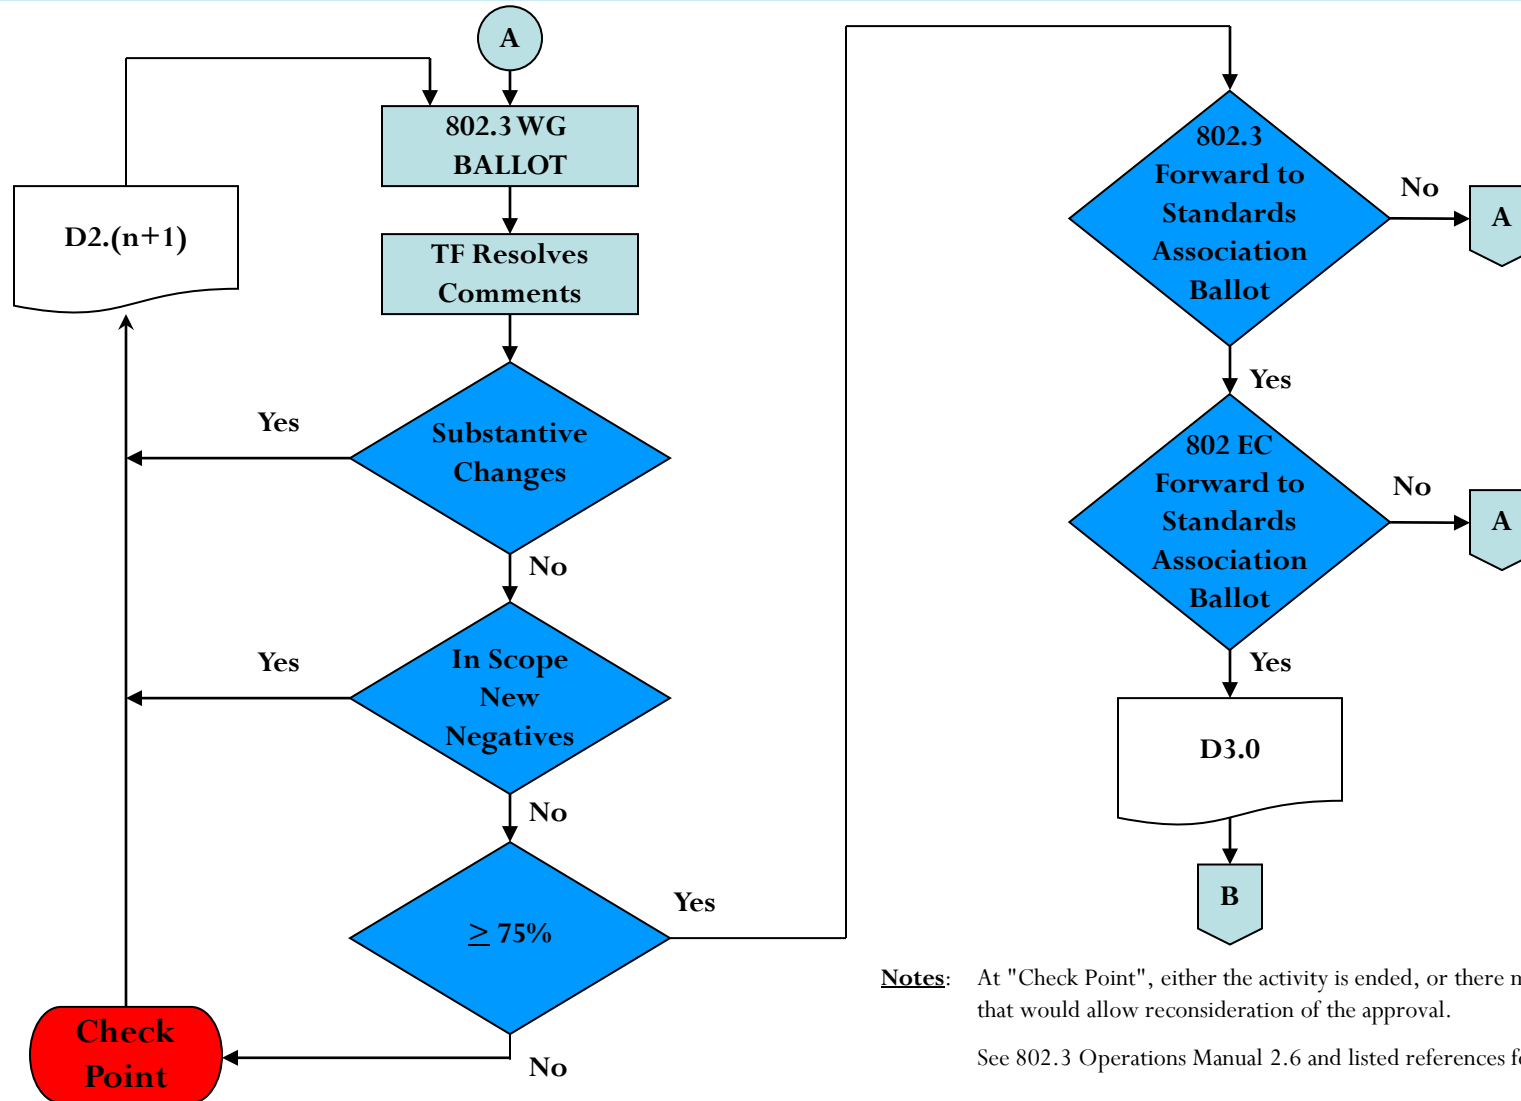 A
802.3 WG
BALLOT
D2.(n+1)
TF Resolves
Comments
Yes
Substantive
Changes
No
Yes
In Scope
New
Negatives
No
≥ 75%
Yes
No
Check
Point
802.3
Forward to
Standards
Association
Ballot
No
A
Yes
802 EC
Forward to
Standards
Association
Ballot
No
A
Yes
D3.0
B
Notes: At "Check Point", either the activity is ended, or there
that would allow reconsideration of the approval.
See 802.3 Operations Manual 2.6 and listed references